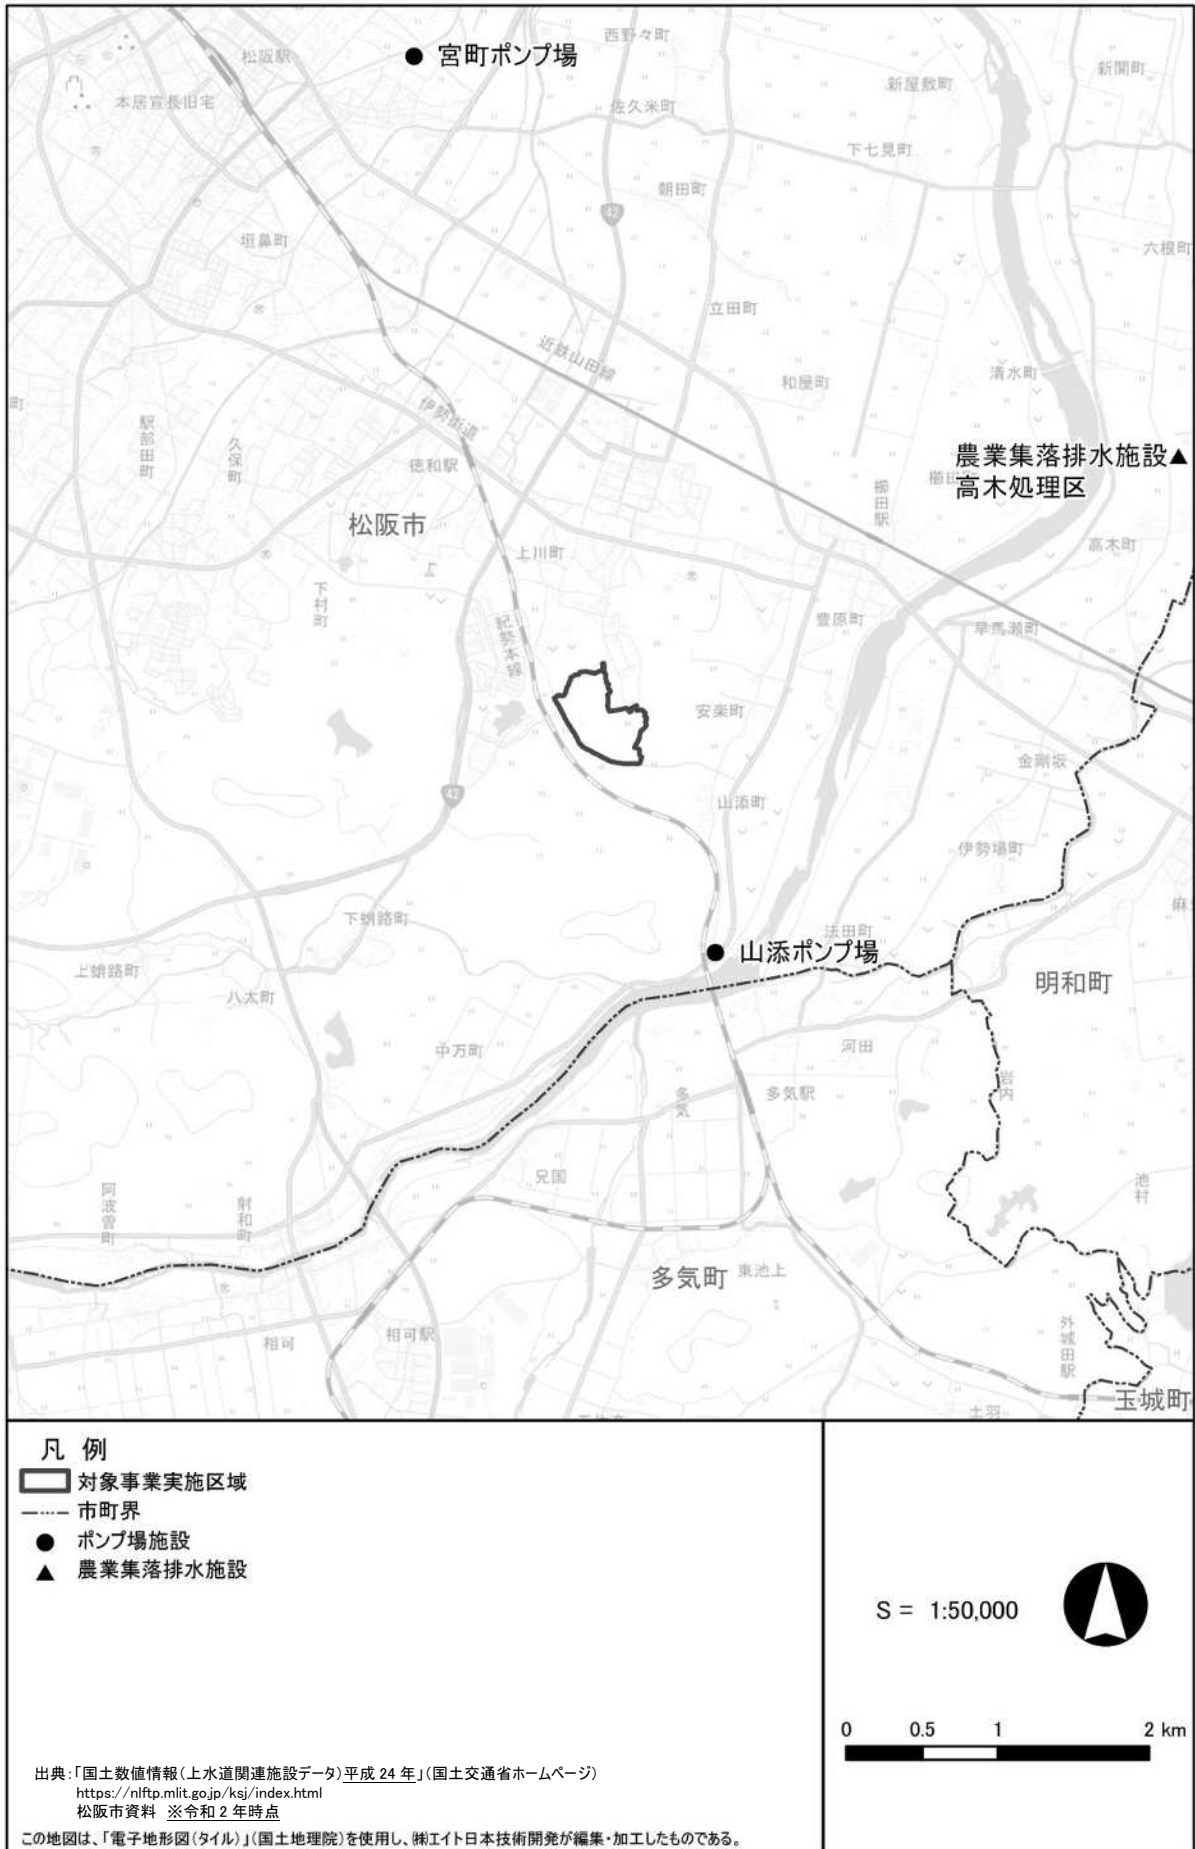 松阪駅
宮町ポンプ場
西野々町
新屋敷町
新開町
本居宣長旧宅
佐久米町
下七見町
朝田町
42
垣鼻町
六根町
立田町
近鉄山田線
和屋町
清水町
伊勢街道
駅部田町
久保町
徳和駅
農業集落排水施設▲
高木処理区
櫛田駅
松阪市
上川町
高木町
下村町
豊原町
早馬瀬町
紀勢本線
安楽町
金剛坂
42
山添町
伊勢場町
下蛸路町
法田町
山添ポンプ場
上蛸路町
八太町
明和町
中万町
河田
多気
多気駅
岩内
兄国
池村
阿波曽町
射和町
多気町
東池上
相可
相可駅
外城田駅
玉城町
土羽
凡 例
対象事業実施区域
市町界
ポンプ場施設
農業集落排水施設
S = 1:50,000
0 0.5 1 2 km
出典:「国土数値情報(上水道関連施設データ)平成 24 年」(国土交通省ホームページ)
https://nlftp.mlit.go.jp/ksj/index.html
松阪市資料 ※令和 2 年時点
この地図は、「電子地形図(タイル)」(国土地理院)を使用し、㈱エイト日本技術開発が編集・加工したものである。